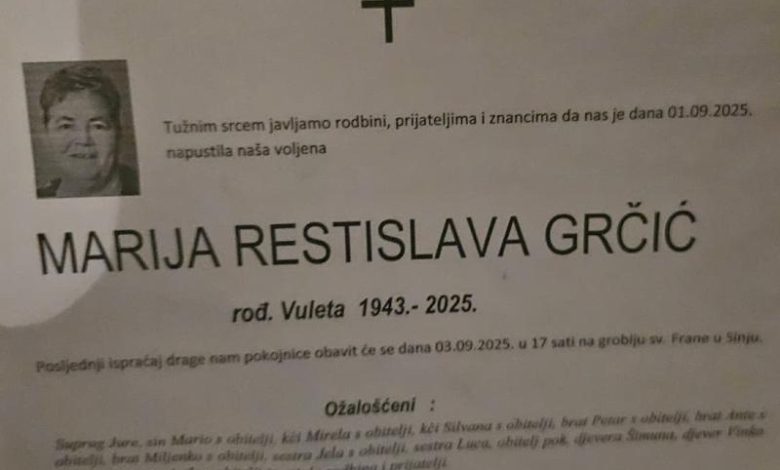 Tužnim srcem javljamo rodbini, prijateljima i znancima da nas je dana 01.09.2025.
napustila naša voljena
MARIJA RESTISLAVA GRČIĆ
rođ. Vuleta 1943.- 2025.
Posljednji ispraćaj drage nam pokojnice obavit će se dana 03.09.2025. u 17 sati na groblju sv. Frane u Sinju.
Ožalošćeni :
Suprug Jure, sin Mario s obitelji, kći Mirela s obitelji, kći Silvana s obitelji, brat Petar s obitelji, brat Ante s
obitelji, brat Miljenko s obitelji, sestra Jela s obitelji, sestra Luca, obitelj pok. djevera Šimuna, djever Vinko
rodbina i prijatelji